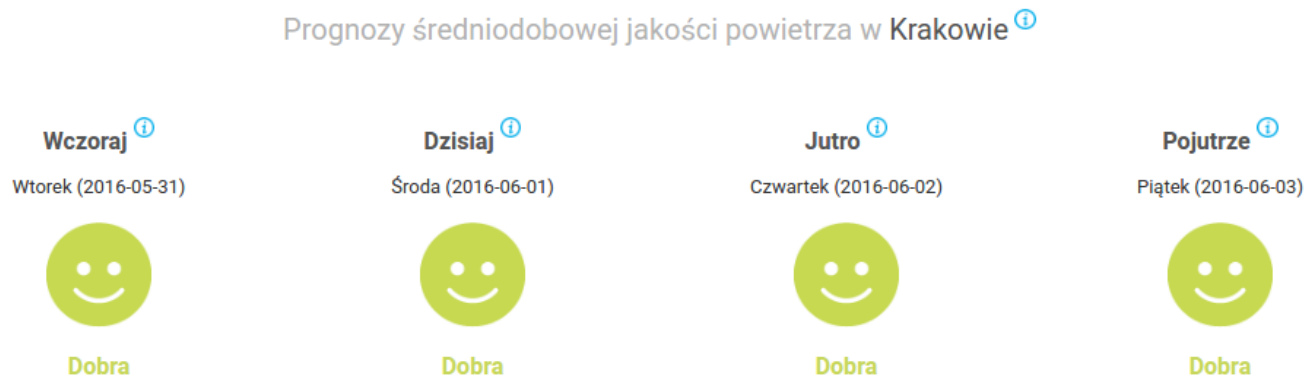 Prognozy średniodobowej jakości powietrza w Krakowie
Wczoraj
Wtorek (2016-05-31)
Dobra
Dzisiaj
Środa (2016-06-01)
Dobra
Jutro
Czwartek (2016-06-02)
Dobra
Pojutrze
Piątek (2016-06-03)
Dobra